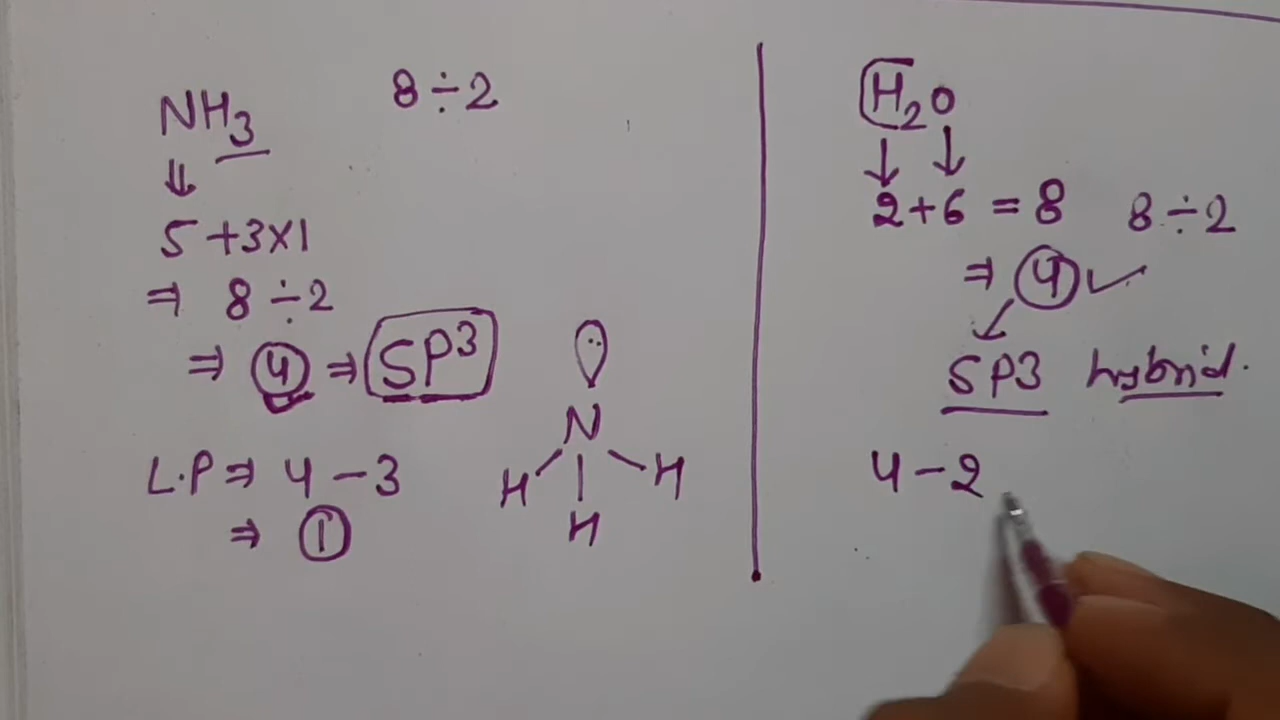 NH3
8÷2
5+3×1
⇒ 8÷2
⇒ 4 ⇒ SP³
L.P ⇒ 4-3
⇒ 1
N
H H
H
H2O
2+6 = 8 8÷2
⇒ 4 ✓
SP3 hybrid.
4-2